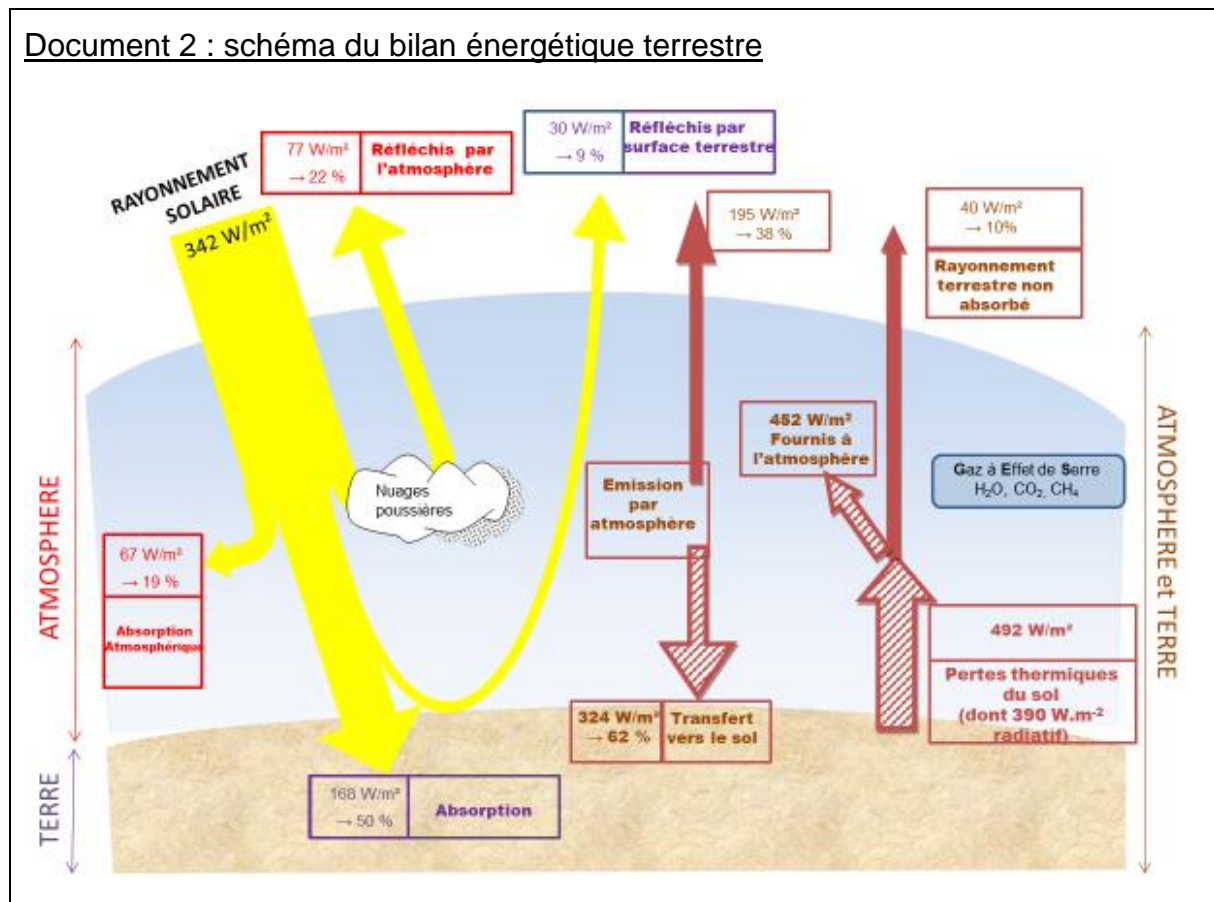 Document 2 : schéma du bilan énergétique terrestre
RAYONNEMENT
SOLAIRE
342 W/m²
77 W/m²
→ 22 %
Réfléchis par
l'atmosphère
30 W/m²
→ 9 %
Réfléchis par
surface terrestre
195 W/m²
→ 38 %
40 W/m²
→ 10%
Rayonnement
terrestre non
absorbé
ATMOSPHERE
ATMOSPHERE et TERRE
452 W/m²
Fournis à
l'atmosphère
Gaz à Effet de Serre
H₂O, CO₂, CH₄
Nuages
poussières
Emission
par
atmosphère
67 W/m²
→ 19 %
Absorption
Atmosphérique
492 W/m²
Pertes thermiques
du sol
(dont 390 W.m⁻²
radiatif)
324 W/m²
→ 62 %
Transfert
vers le sol
TERRE
168 W/m²
→ 50 %
Absorption